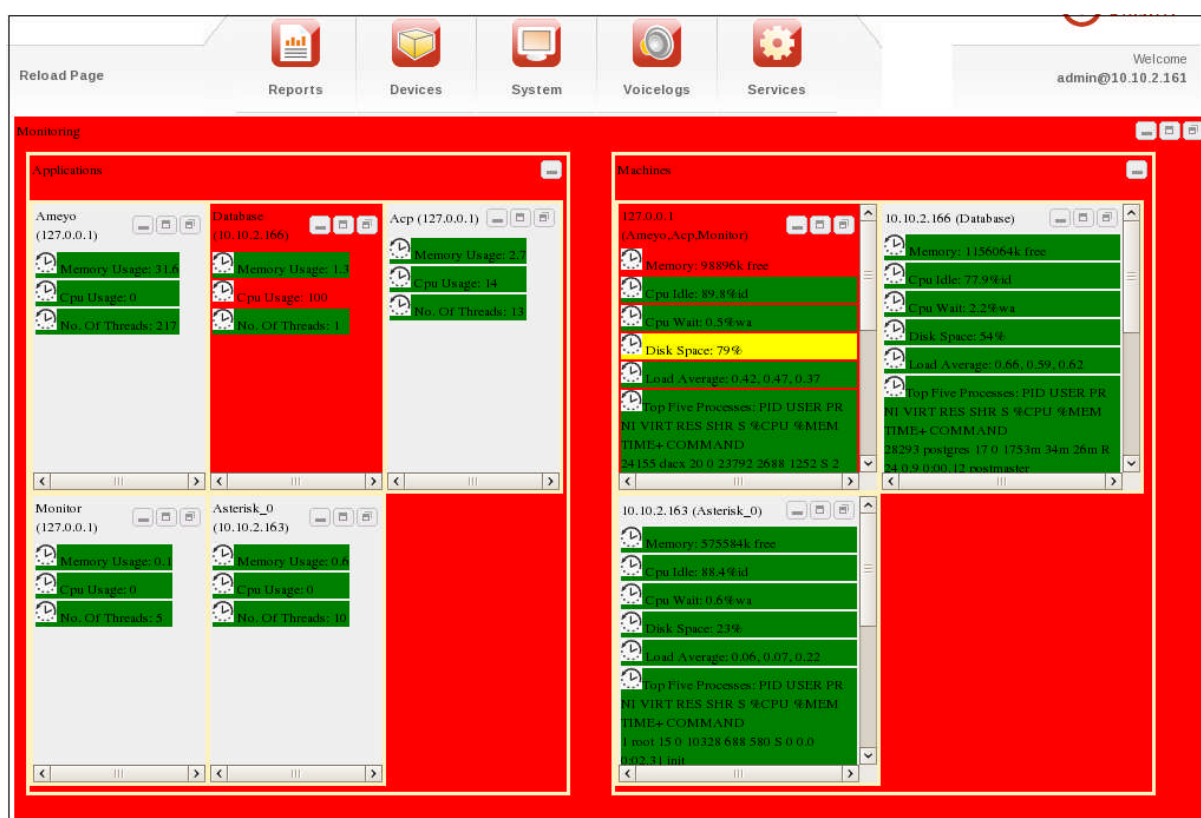 Reload Page
Reports
Devices
System
Voicelogs
Services
Welcome
admin@10.10.2.161
Monitoring
Applications
Ameyo
(127.0.0.1)
Memory Usage: 31.6
Cpu Usage: 0
No. Of Threads: 217
Database
(10.10.2.166)
Memory Usage: 1.3
Cpu Usage: 100
No. Of Threads: 1
Acp (127.0.0.1)
Memory Usage: 2.7
Cpu Usage: 14
No. Of Threads: 13
Monitor
(127.0.0.1)
Memory Usage: 0.1
Cpu Usage: 0
No. Of Threads: 5
Asterisk_0
(10.10.2.163)
Memory Usage: 0.6
Cpu Usage: 0
No. Of Threads: 10
Machines
127.0.0.1
(Ameyo,Acp,Monitor)
Memory: 98896k free
Cpu Idle: 89.8%id
Cpu Wait: 0.5%wa
Disk Space: 79%
Load Average: 0.42, 0.47, 0.37
Top Five Processes: PID USER PR
NI VIRT RES SHR S %CPU %MEM
TIME+ COMMAND
24155 dacx 20 0 23792 2688 1252 S 2
10.10.2.166 (Database)
Memory: 1156064k free
Cpu Idle: 77.9%id
Cpu Wait: 2.2%wa
Disk Space: 54%
Load Average: 0.66, 0.59, 0.62
Top Five Processes: PID USER PR
NI VIRT RES SHR S %CPU %MEM
TIME+ COMMAND
28293 postgres 17 0 1753m 34m 26m R
24 0.9 0:00.12 postmaster
10.10.2.163 (Asterisk_0)
Memory: 575584k free
Cpu Idle: 88.4%id
Cpu Wait: 0.6%wa
Disk Space: 23%
Load Average: 0.06, 0.07, 0.22
Top Five Processes: PID USER PR
NI VIRT RES SHR S %CPU %MEM
TIME+ COMMAND
1 root 15 0 10328 688 580 S 0 0.0
0:02.31 init